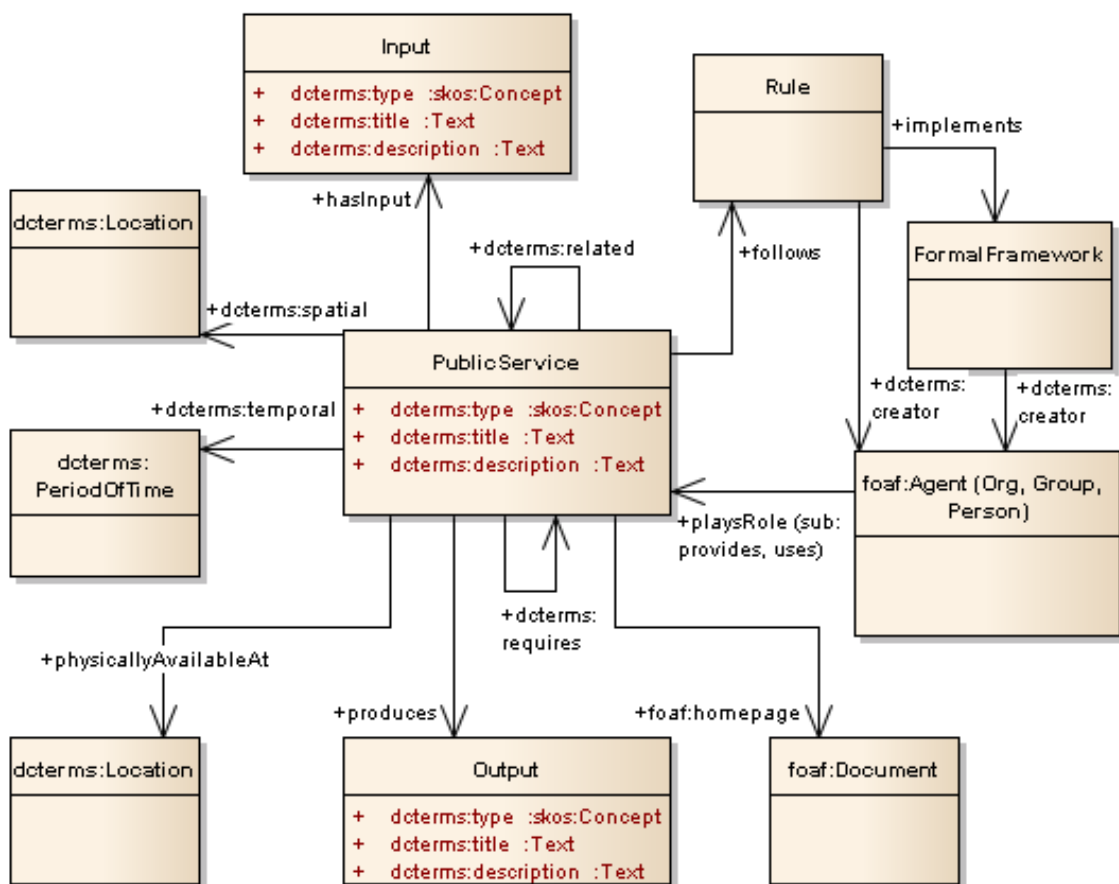 Input
+ dcterms:type :skos:Concept
+ dcterms:title :Text
+ dcterms:description :Text
Rule
+implements
+hasInput
dcterms:Location
+dcterms:related
+follows
FormalFramework
+dcterms:spatial
PublicService
+ dcterms:type :skos:Concept
+ dcterms:title :Text
+ dcterms:description :Text
+dcterms:
creator
+dcterms:
creator
+dcterms:temporal
dcterms:
PeriodOfTime
foaf:Agent (Org, Group,
Person)
+playsRole (sub:
provides, uses)
+dcterms:
requires
+physicallyAvailableAt
+produces
+foaf:homepage
dcterms:Location
Output
+ dcterms:type :skos:Concept
+ dcterms:title :Text
+ dcterms:description :Text
foaf:Document